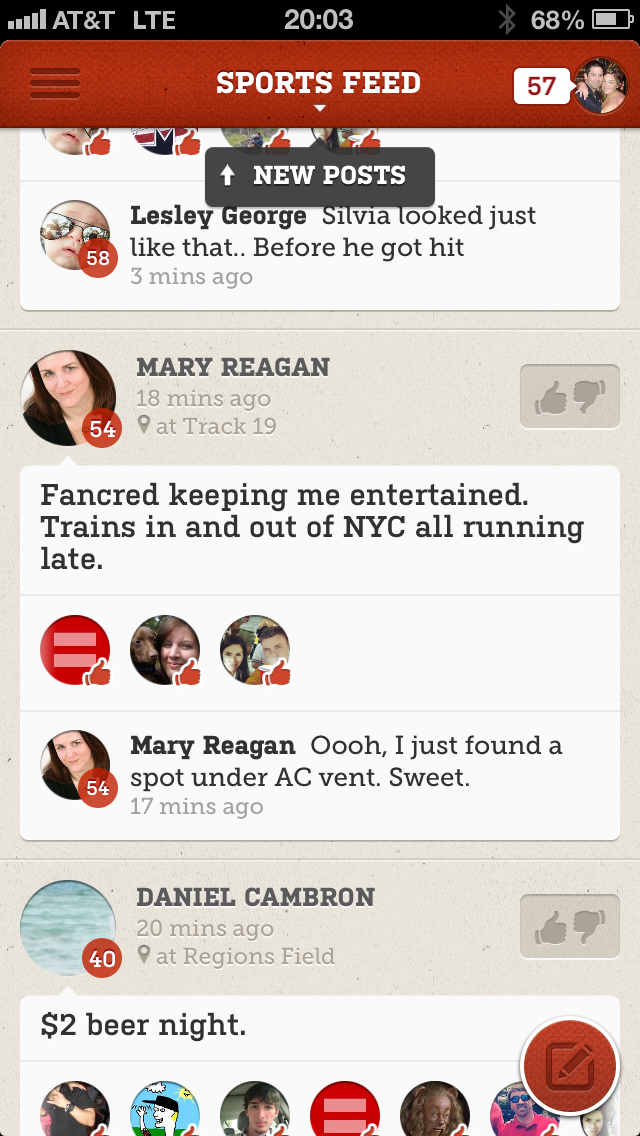 AT&T LTE 20:03 68%
SPORTS FEED
57
NEW POSTS
Lesley George Silvia looked just
like that.. Before he got hit
58
3 mins ago
MARY REAGAN
18 mins ago
54
at Track 19
Fancred keeping me entertained.
Trains in and out of NYC all running
late.
Mary Reagan Oooh, I just found a
spot under AC vent. Sweet.
54
17 mins ago
DANIEL CAMBRON
20 mins ago
40
at Regions Field
$2 beer night.